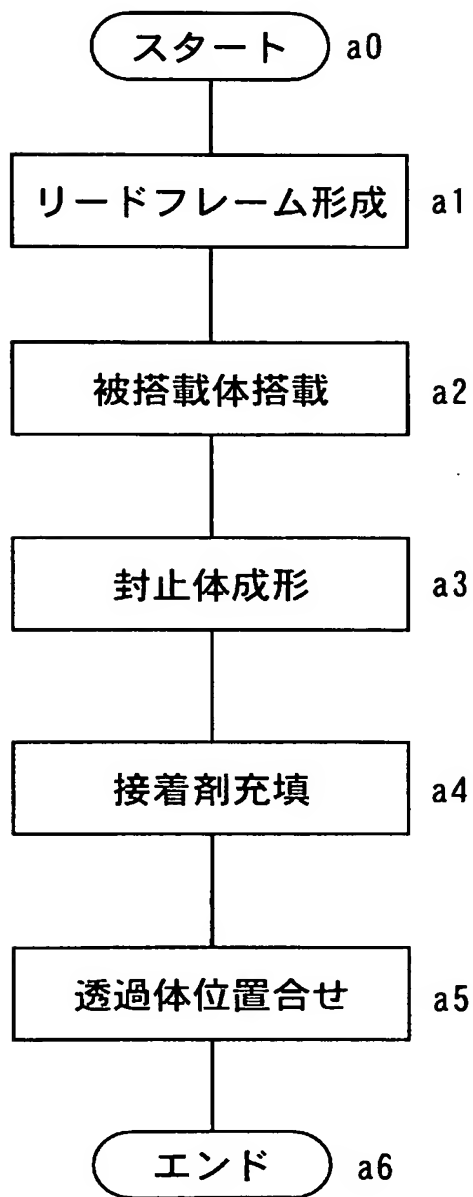 スタート a0
リードフレーム形成 a1
被搭載体搭載 a2
封止体成形 a3
接着剤充填 a4
透過体位置合せ a5
エンド a6